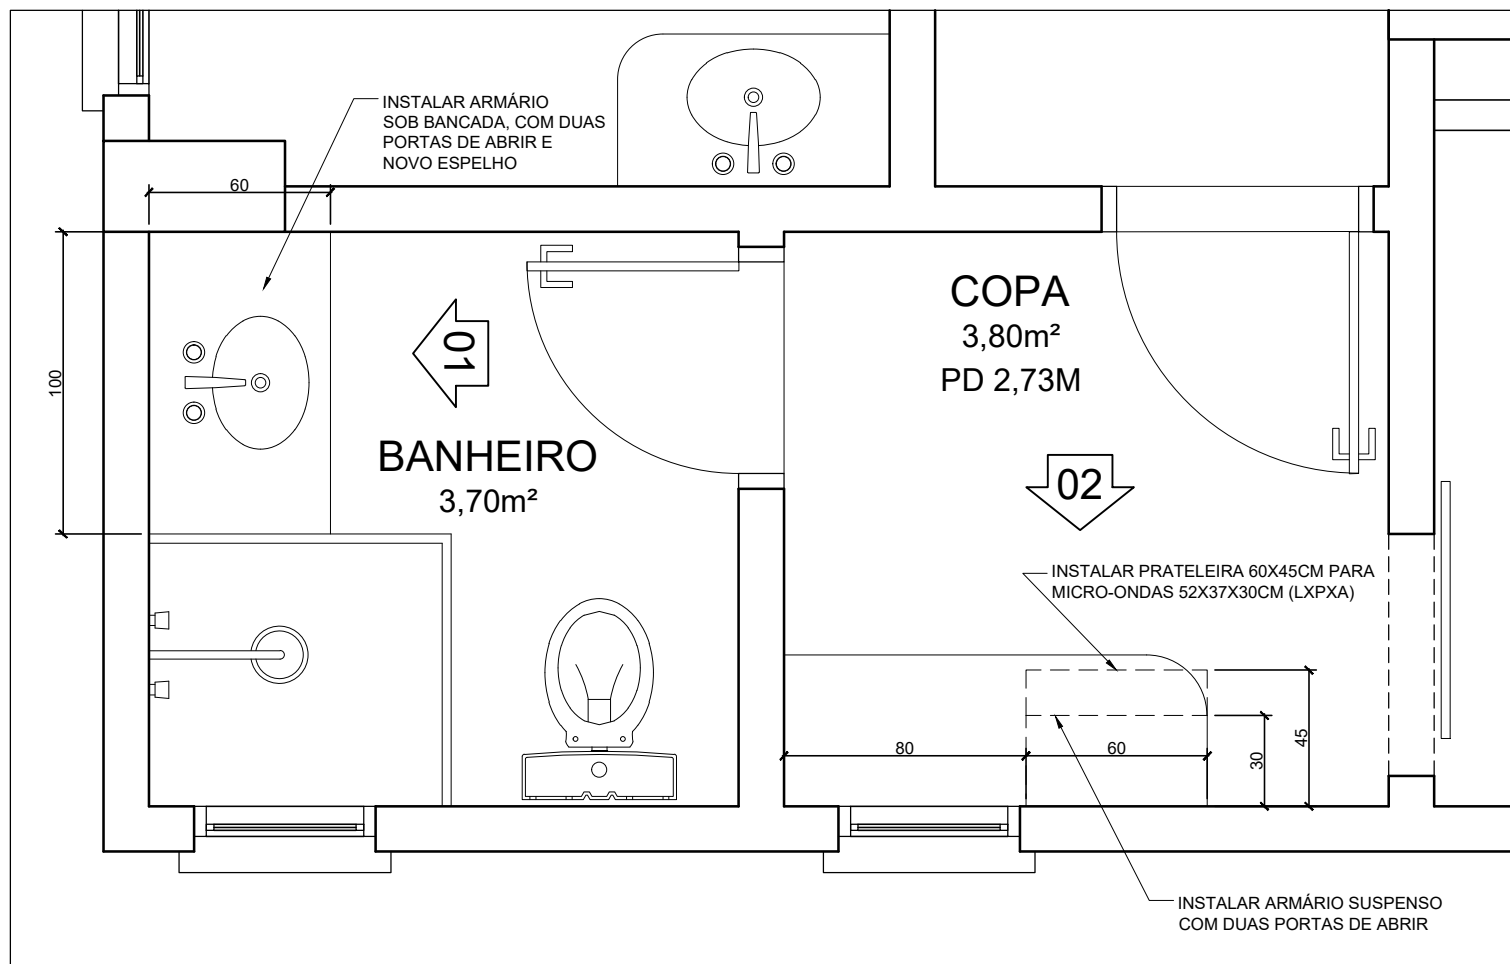 INSTALAR ARMÁRIO
SOB BANCADA, COM DUAS
PORTAS DE ABRIR E
NOVO ESPELHO
60
100
01
BANHEIRO
3,70m²
COPA
3,80m²
PD 2,73M
02
INSTALAR PRATELEIRA 60X45CM PARA
MICRO-ONDAS 52X37X30CM (LXPXA)
80
60
30
45
INSTALAR ARMÁRIO SUSPENSO
COM DUAS PORTAS DE ABRIR